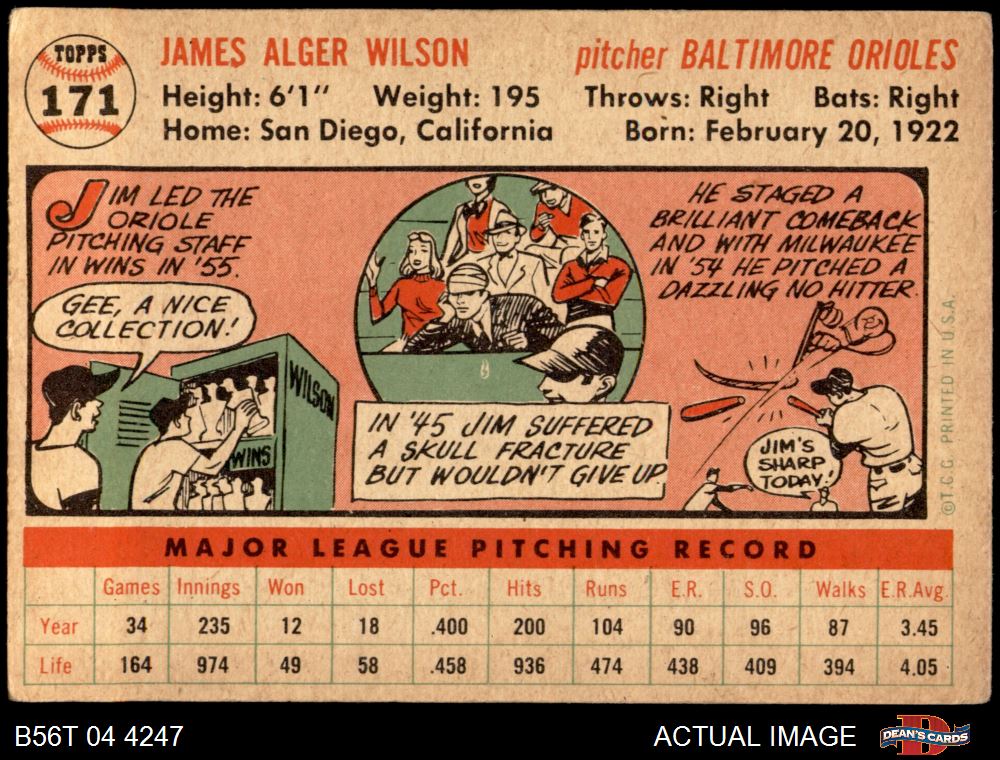 TOPPS
171
JAMES ALGER WILSON
pitcher BALTIMORE ORIOLES
Height: 6'1" Weight: 195 Throws: Right Bats: Right
Home: San Diego, California Born: February 20, 1922
JIM LED THE
ORIOLE
PITCHING STAFF
IN WINS IN '55.
GEE, A NICE
COLLECTION!
WILSON
WINS
IN '45 JIM SUFFERED
A SKULL FRACTURE
BUT WOULDN'T GIVE UP.
HE STAGED A
BRILLIANT COMEBACK
AND WITH MILWAUKEE
IN '54 HE PITCHED A
DAZZLING NO HITTER.
JIM'S
SHARP
TODAY!
©T.C.G. PRINTED IN U.S.A.
MAJOR LEAGUE PITCHING RECORD
Games Innings Won Lost Pct. Hits Runs E.R. S.O. Walks E.R.Avg.
Year 34 235 12 18 .400 200 104 90 96 87 3.45
Life 164 974 49 58 .458 936 474 438 409 394 4.05
B56T 04 4247
ACTUAL IMAGE
D
DEAN'S CARDS